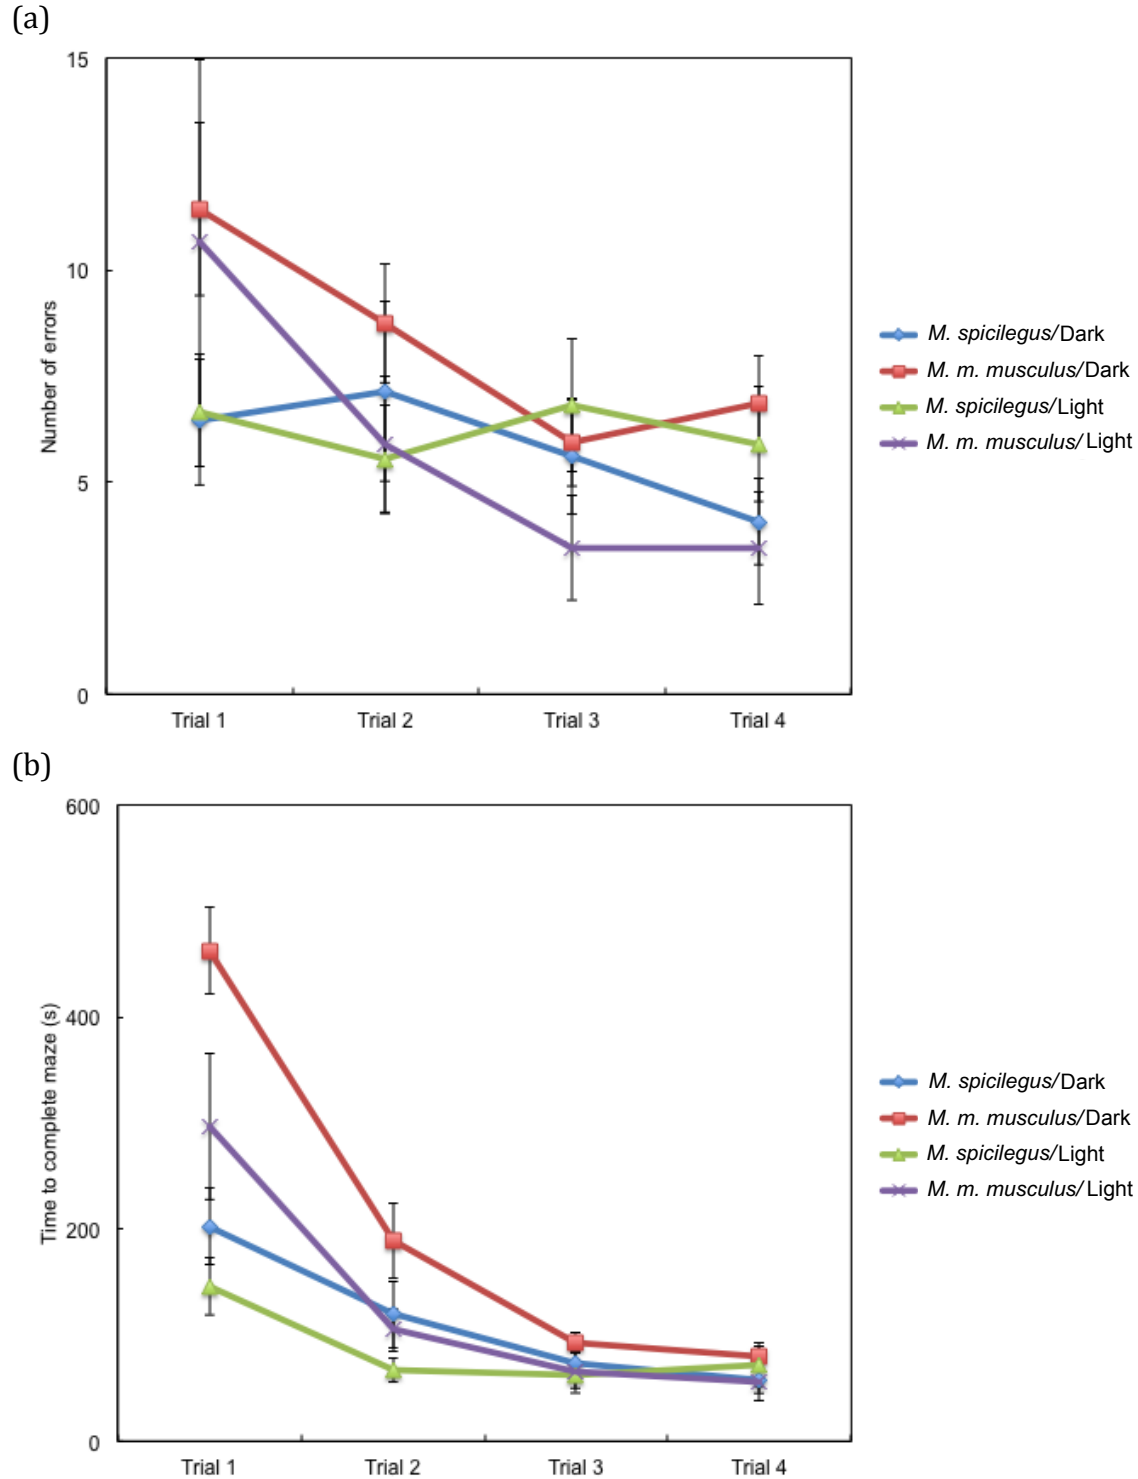 (a)
15
10
5
0
Number of errors
Trial 1 Trial 2 Trial 3 Trial 4
M. spicilegus/Dark
M. m. musculus/Dark
M. spicilegus/Light
M. m. musculus/Light
(b)
600
400
200
0
Time to complete maze (s)
Trial 1 Trial 2 Trial 3 Trial 4
M. spicilegus/Dark
M. m. musculus/Dark
M. spicilegus/Light
M. m. musculus/Light